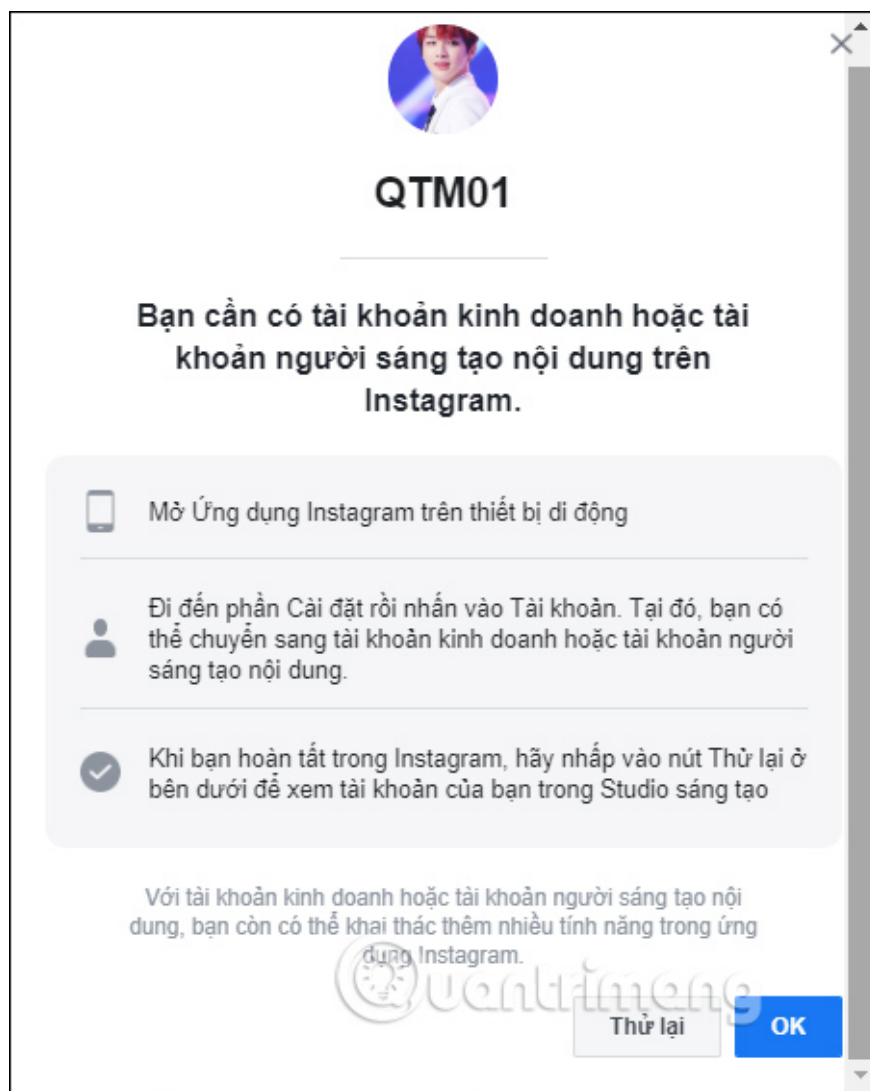 QTM01
Bạn cần có tài khoản kinh doanh hoặc tài
khoản người sáng tạo nội dung trên
Instagram.
Mở Ứng dụng Instagram trên thiết bị di động
Đi đến phần Cài đặt rồi nhấn vào Tài khoản. Tại đó, bạn có
thể chuyển sang tài khoản kinh doanh hoặc tài khoản người
sáng tạo nội dung.
Khi bạn hoàn tất trong Instagram, hãy nhấp vào nút Thử lại ở
bên dưới để xem tài khoản của bạn trong Studio sáng tạo
Với tài khoản kinh doanh hoặc tài khoản người sáng tạo nội
dung, bạn còn có thể khai thác thêm nhiều tính năng trong ứng
dụng Instagram.
Quantrimang
Thử lại
OK